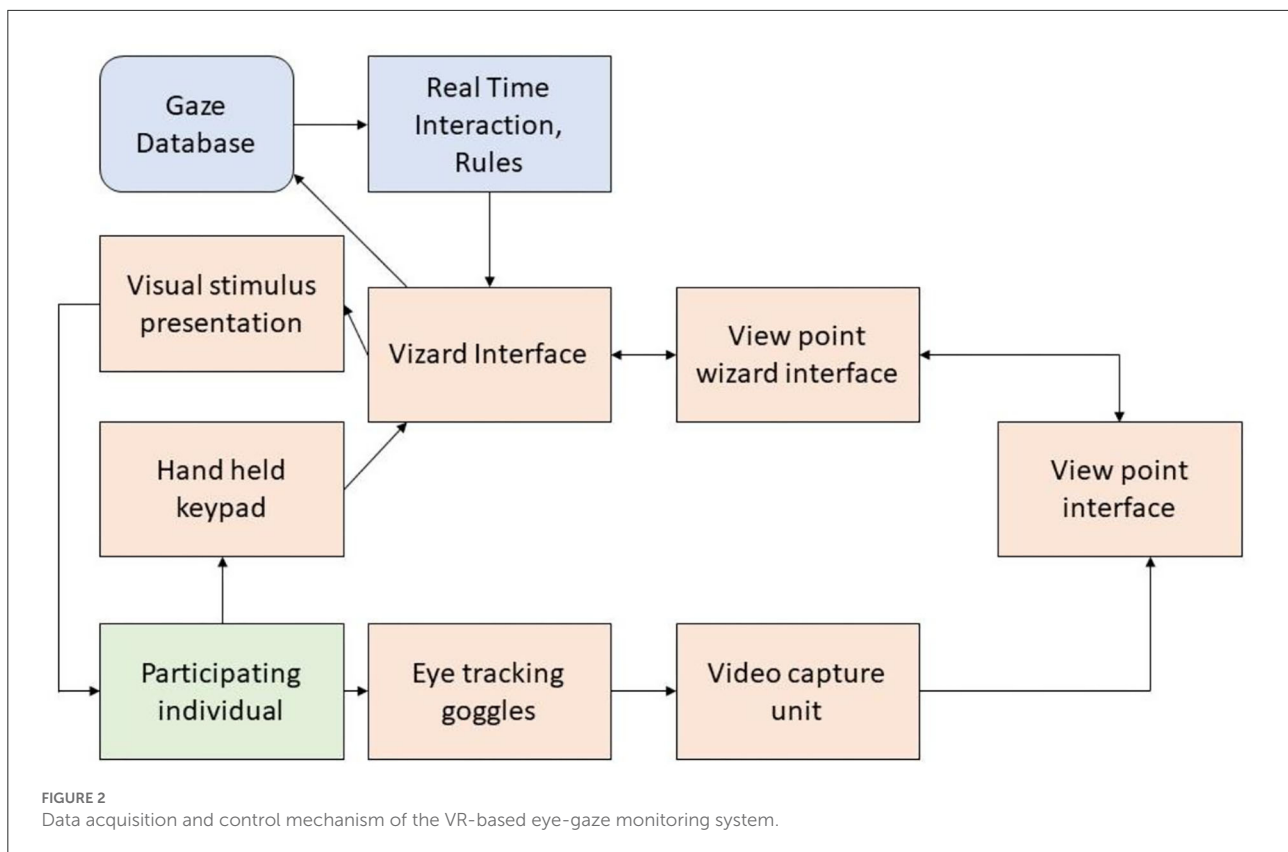 Gaze
Database
Real Time
Interaction,
Rules
Visual stimulus
presentation
Vizard Interface
View point
wizard interface
Hand held
keypad
View point
interface
Participating
individual
Eye tracking
goggles
Video capture
unit
FIGURE 2
Data acquisition and control mechanism of the VR-based eye-gaze monitoring system.